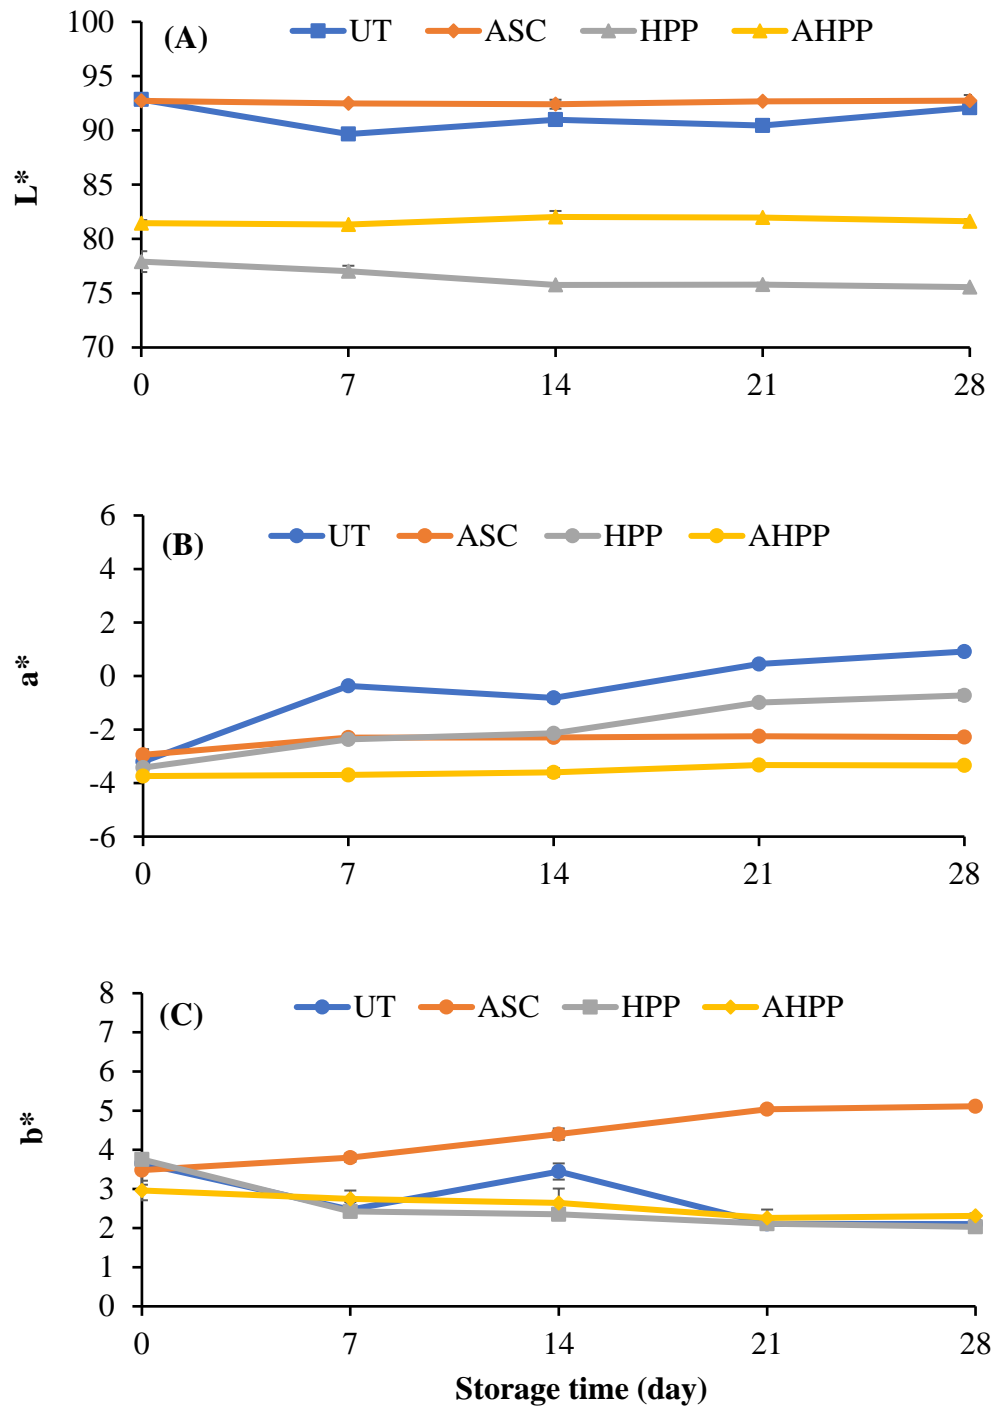 (A) UT ASC HPP AHPP
100
95
90
85
80
75
70
L*
0 7 14 21 28
(B) UT ASC HPP AHPP
6
4
2
0
-2
-4
-6
a*
0 7 14 21 28
(C) UT ASC HPP AHPP
8
7
6
5
4
3
2
1
0
b*
0 7 14 21 28
Storage time (day)